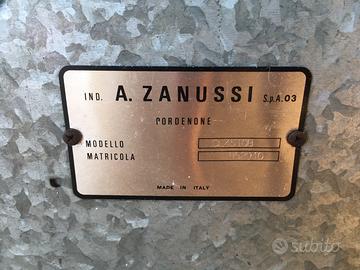 IND. A. ZANUSSI S.p.A.03
PORDENONE
MODELLO
MATRICOLA
MADE IN ITALY
subito